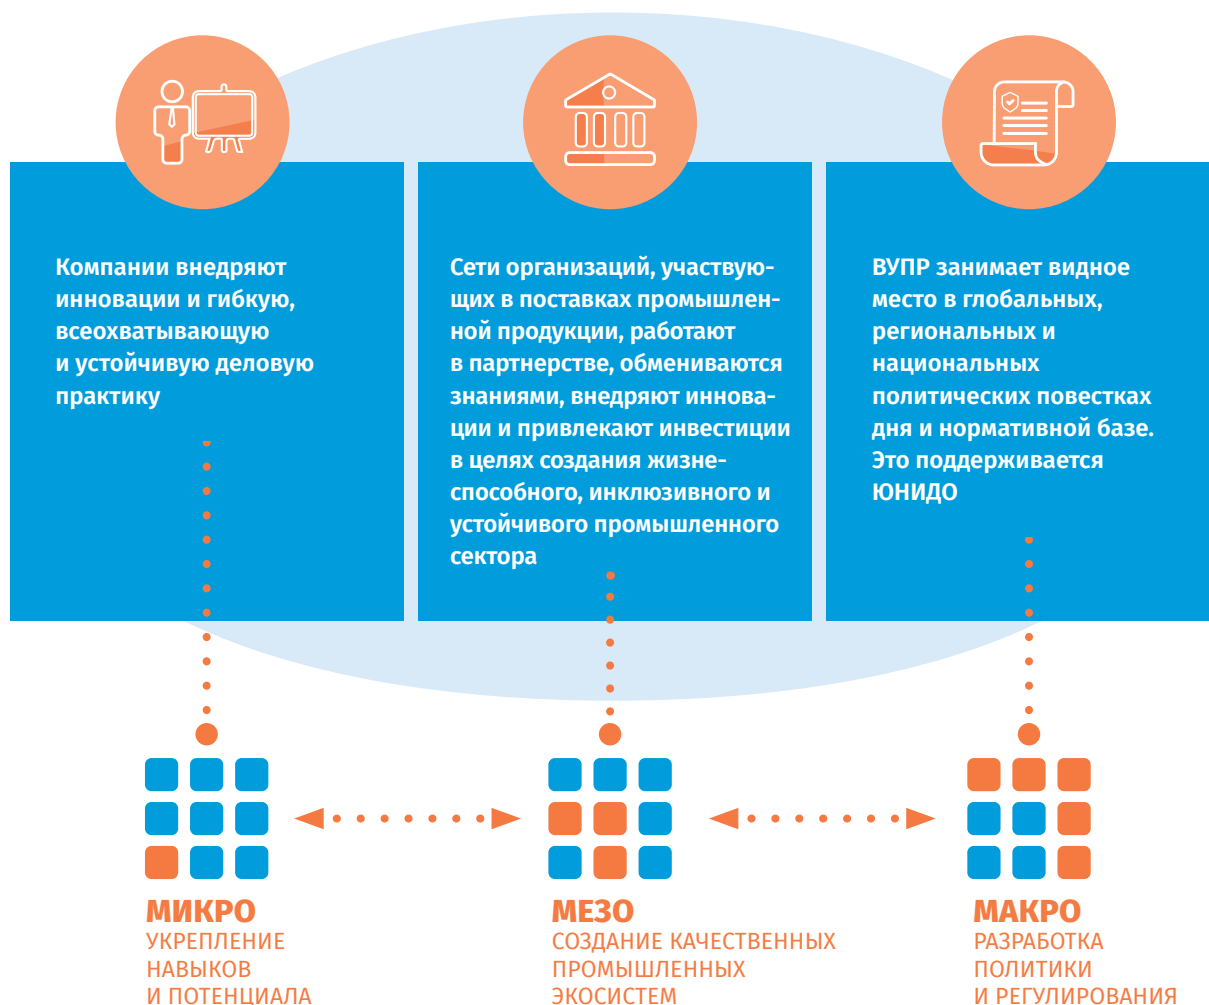 Компании внедряют
инновации и гибкую,
всеохватывающую
и устойчивую деловую
практику
Сети организаций, участвую-
щих в поставках промышлен-
ной продукции, работают
в партнерстве, обмениваются
знаниями, внедряют иннова-
ции и привлекают инвестиции
в целях создания жизне-
способного, инклюзивного и
устойчивого промышленного
сектора
ВУПР занимает видное
место в глобальных,
региональных и
национальных
политических повестках
дня и нормативной базе.
Это поддерживается
ЮНИДО
МИКРО
УКРЕПЛЕНИЕ
НАВЫКОВ
И ПОТЕНЦИАЛА
МЕЗО
СОЗДАНИЕ КАЧЕСТВЕННЫХ
ПРОМЫШЛЕННЫХ
ЭКОСИСТЕМ
МАКРО
РАЗРАБОТКА
ПОЛИТИКИ
И РЕГУЛИРОВАНИЯ